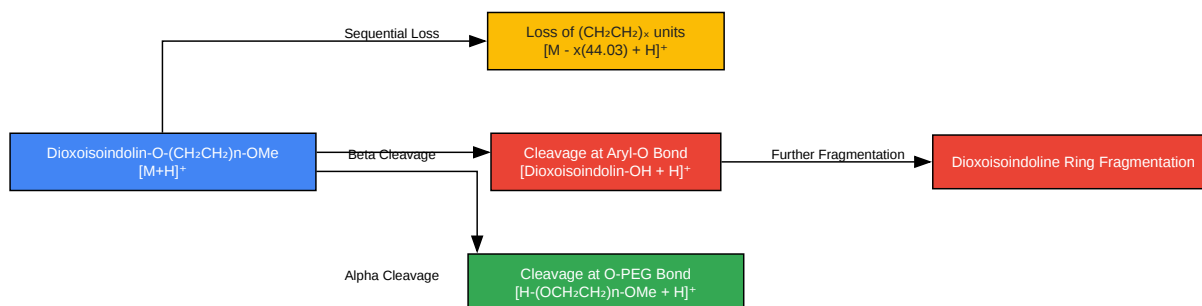 Sequential Loss
Loss of (CH₂CH₂)ₓ units
[M - x(44.03) + H]⁺
Dioxoisoindolin-O-(CH₂CH₂)n-OMe
[M+H]⁺
Beta Cleavage
Cleavage at Aryl-O Bond
[Dioxoisoindolin-OH + H]⁺
Further Fragmentation
Dioxoisoindoline Ring Fragmentation
Alpha Cleavage
Cleavage at O-PEG Bond
[H-(OCH₂CH₂)n-OMe + H]⁺